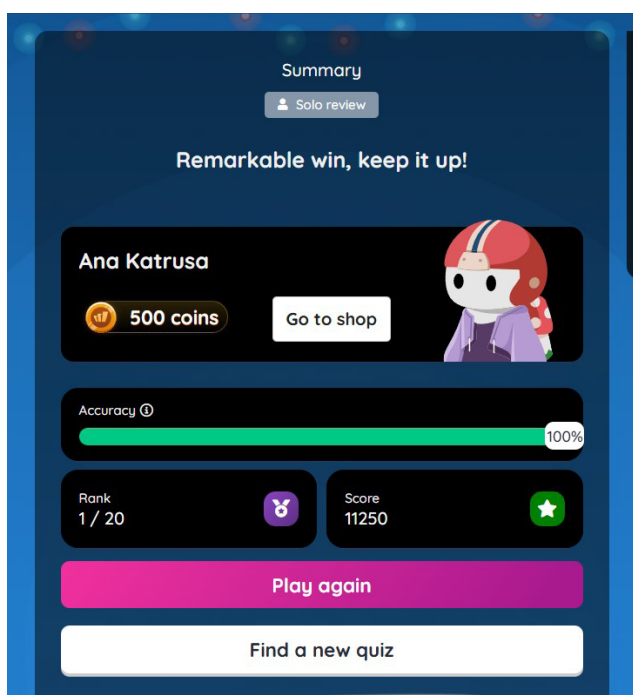 Summary
Solo review
Remarkable win, keep it up!
Ana Katrusa
500 coins
Go to shop
Accuracy
100%
Rank
1 / 20
Score
11250
Play again
Find a new quiz